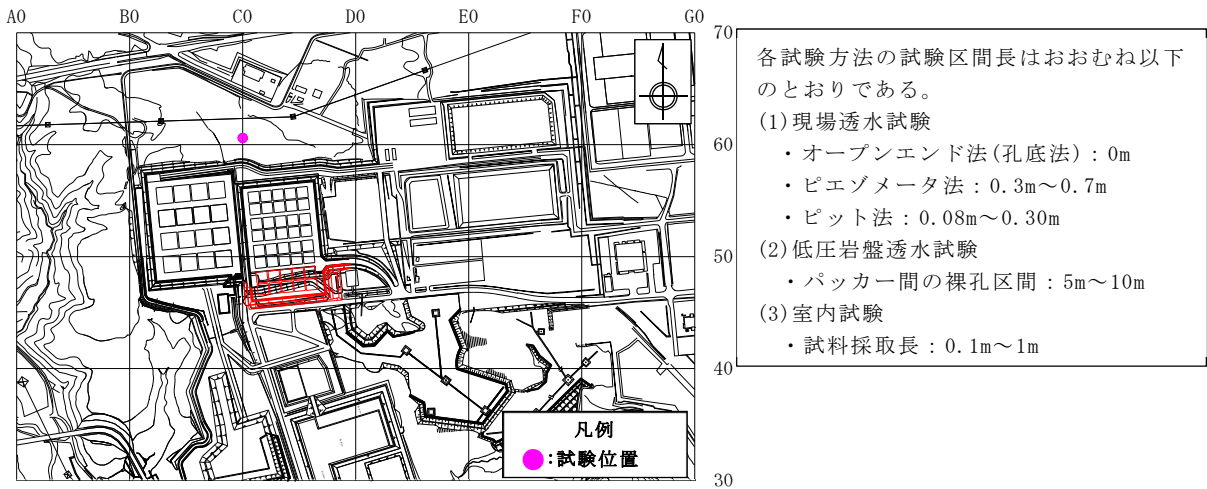 A0 B0 C0 D0 E0 F0 G0
70
60
50
40
30
凡例
:試験位置
各試験方法の試験区間長はおおむね以下
のとおりである。
(1)現場透水試験
・オープンエンド法(孔底法):0m
・ピエゾメータ法:0.3m～0.7m
・ピット法:0.08m～0.30m
(2)低圧岩盤透水試験
・パッカー間の裸孔区間:5m～10m
(3)室内試験
・試料採取長:0.1m～1m